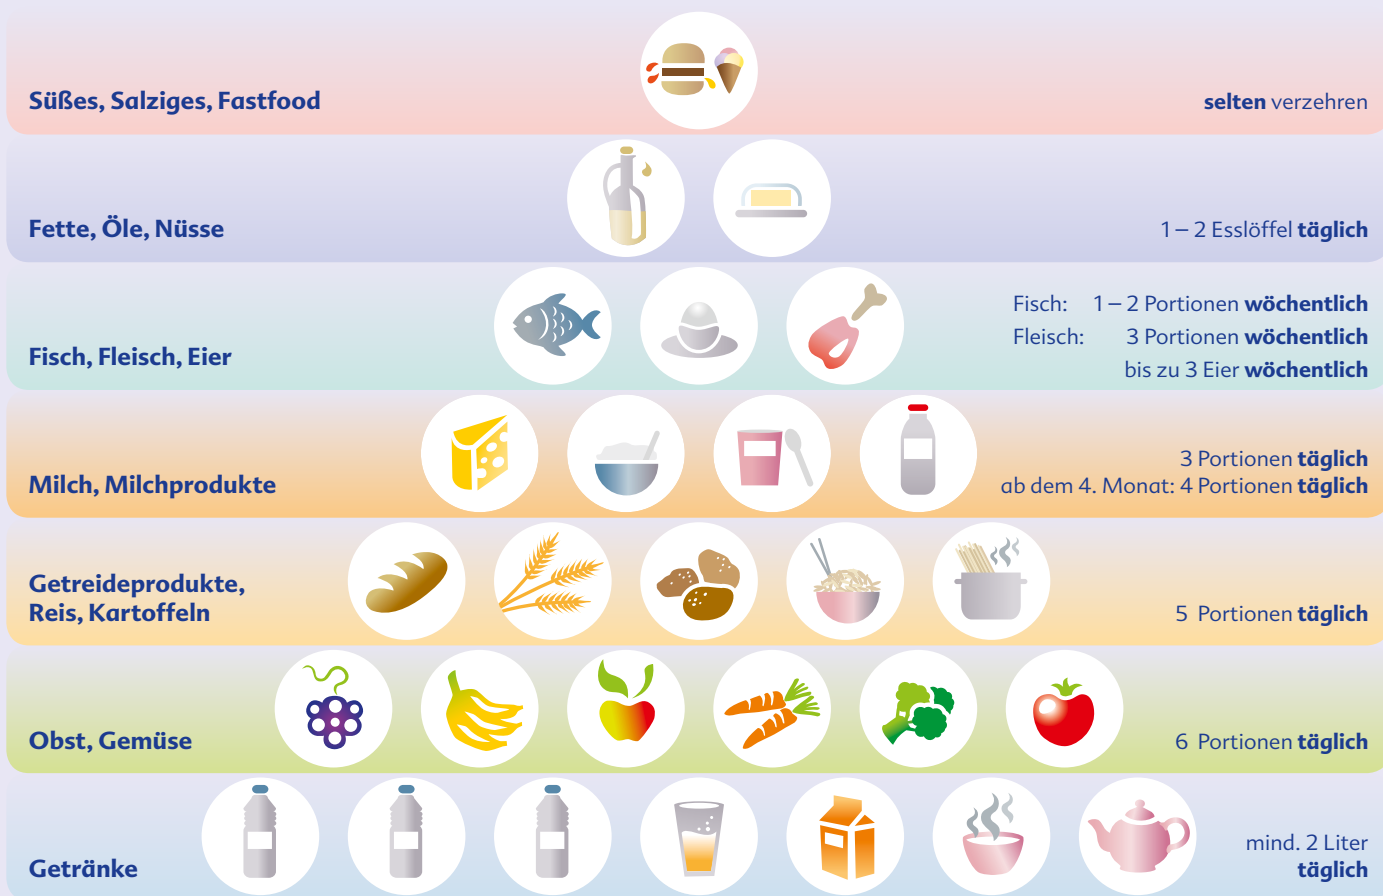 Süßes, Salziges, Fastfood
selten verzehren
Fette, Öle, Nüsse
1 – 2 Esslöffel täglich
Fisch, Fleisch, Eier
Fisch: 1 – 2 Portionen wöchentlich
Fleisch: 3 Portionen wöchentlich
bis zu 3 Eier wöchentlich
Milch, Milchprodukte
3 Portionen täglich
ab dem 4. Monat: 4 Portionen täglich
Getreideprodukte,
Reis, Kartoffeln
5 Portionen täglich
Obst, Gemüse
6 Portionen täglich
Getränke
mind. 2 Liter
täglich